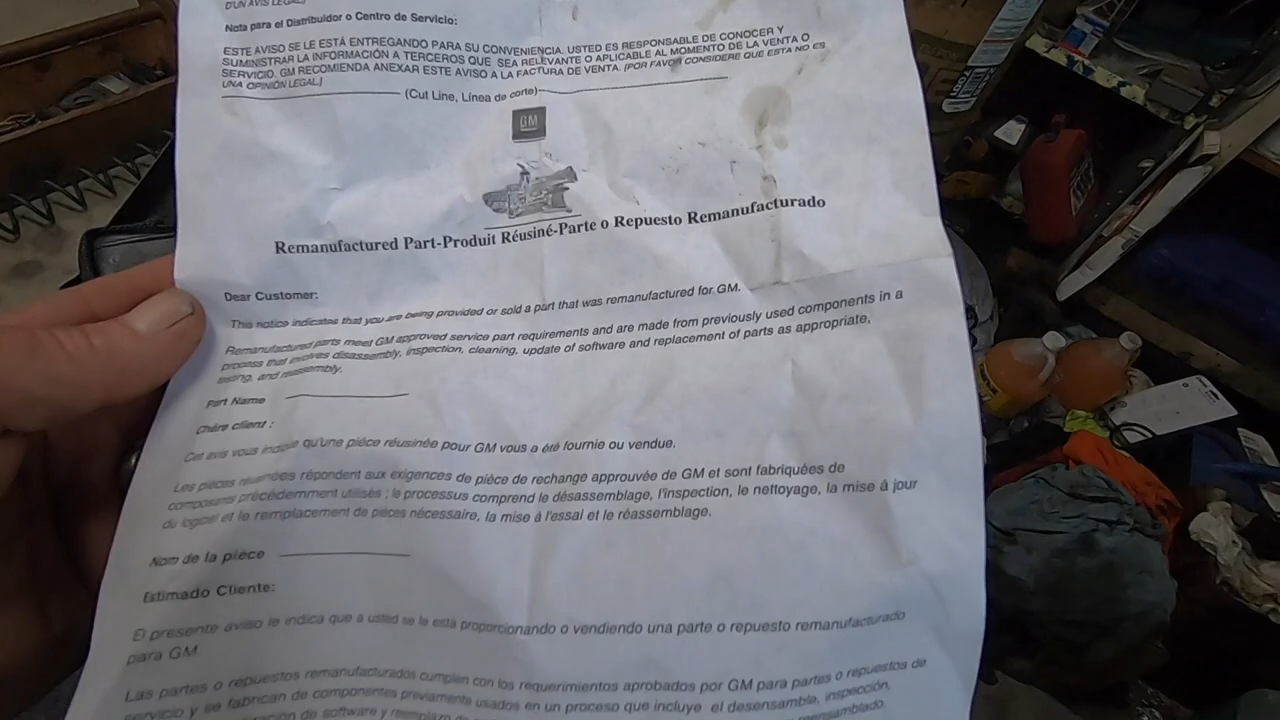 D'UN AVIS LEGAL.]
Nota para el Distribuidor o Centro de Servicio:
ESTE AVISO SE LE ESTÁ ENTREGANDO PARA SU CONVENIENCIA. USTED ES RESPONSABLE DE CONOCER Y
SUMINISTRAR LA INFORMACIÓN A TERCEROS QUE SEA RELEVANTE O APLICABLE AL MOMENTO DE LA VENTA O
SERVICIO. GM RECOMIENDA ANEXAR ESTE AVISO A LA FACTURA DE VENTA. [POR FAVOR CONSIDERE QUE ESTA NO ES
UNA OPINIÓN LEGAL.]
(Cut Line, Línea de corte)
GM
Remanufactured Part-Produit Réusiné-Parte o Repuesto Remanufacturado
Dear Customer:
This notice indicates that you are being provided or sold a part that was remanufactured for GM.
Remanufactured parts meet GM approved service part requirements and are made from previously used components in a
process that involves disassembly, inspection, cleaning, update of software and replacement of parts as appropriate,
testing, and reassembly.
Part Name
Chère client :
Cet avis vous indique qu'une pièce réusinée pour GM vous a été fournie ou vendue.
Les pièces réusinées répondent aux exigences de pièce de rechange approuvée de GM et sont fabriquées de
composants précédemment utilisés ; le processus comprend le désassemblage, l'inspection, le nettoyage, la mise à jour
du logiciel et le remplacement de pièces nécessaire, la mise à l'essai et le réassemblage.
Nom de la pièce
Estimado Cliente:
El presente aviso le indica que a usted se le está proporcionando o vendiendo una parte o repuesto remanufacturado
para GM.
Las partes o repuestos remanufacturados cumplen con los requerimientos aprobados por GM para partes o repuestos de
servicio y se fabrican de componentes previamente usados en un proceso que incluye el desensamble, inspección,
de software y reemplazo de reensamblado.